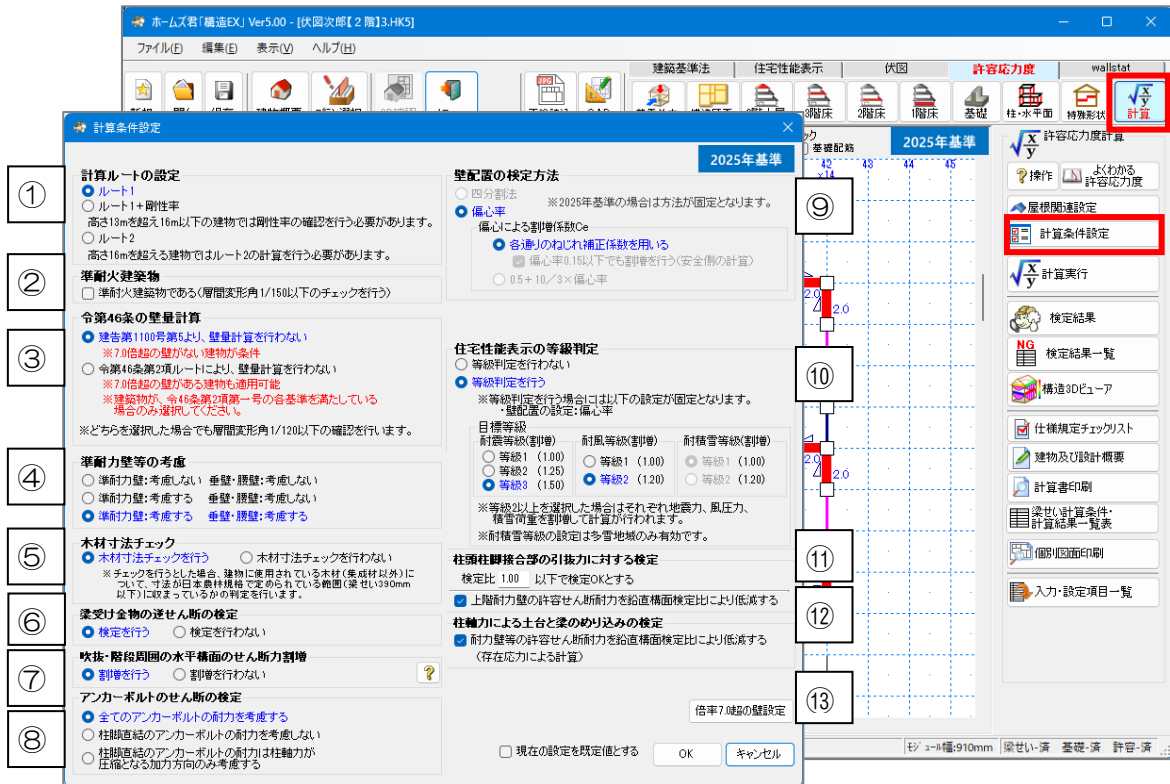 ホームズ君「構造EX」 Ver5.00 - [伏図次郎【２階】3.HK5]
ファイル(F) 編集(E) 表示(V) ヘルプ(H)
建築基準法 住宅性能表示 伏図 許容応力度 wallstat
3階床 2階床 1階床 基礎 柱・水平面 特殊形状 計算
計算条件設定
2025年基準
①
計算ルートの設定
ルート1
ルート1＋剛性率
高さ13mを超え16m以下の建物では剛性率の確認を行う必要があります。
ルート2
高さ16mを超える建物ではルート2の計算を行う必要があります。
②
準耐火建築物
準耐火建築物である(層間変形角1/150以下のチェックを行う)
③
令第46条の壁量計算
建告第1100号第5より、壁量計算を行わない
※7.0倍超の壁がない建物が条件
令第46条第2項ルートにより、壁量計算を行わない
※7.0倍超の壁がある建物も適用可能
※建築物が、令46条第2項第一号の各基準を満たしている
場合のみ選択してください。
※どちらを選択した場合でも層間変形角1/120以下の確認を行います。
④
準耐力壁等の考慮
準耐力壁:考慮しない 垂壁・腰壁:考慮しない
準耐力壁:考慮する 垂壁・腰壁:考慮しない
準耐力壁:考慮する 垂壁・腰壁:考慮する
⑤
木材寸法チェック
木材寸法チェックを行う 木材寸法チェックを行わない
※チェックを行うとした場合、建物に使用されている木材(集成材以外)に
ついて、寸法が日本農林規格で定められている範囲(梁せい390mm
以下)に収まっているかの判定を行います。
⑥
梁受け金物の逆せん断の検定
検定を行う 検定を行わない
⑦
吹抜・階段周囲の水平構面のせん断力割増
割増を行う 割増を行わない
⑧
アンカーボルトのせん断の検定
全てのアンカーボルトの耐力を考慮する
柱脚直結のアンカーボルトの耐力を考慮しない
柱脚直結のアンカーボルトの耐力は柱軸力が
圧縮となる加力方向のみ考慮する
⑨
壁配置の検定方法
四分割法 ※2025年基準の場合は方法が固定となります。
偏心率
偏心による割増係数Ce
各通りのねじれ補正係数を用いる
偏心率0.15以下でも割増を行う(安全側の計算)
0.5＋10／3×偏心率
⑩
住宅性能表示の等級判定
等級判定を行わない
等級判定を行う
※等級判定を行う場合には以下の設定が固定となります。
・壁配置の設定:偏心率
目標等級
耐震等級(割増) 耐風等級(割増) 耐積雪等級(割増)
等級1 (1.00) 等級1 (1.00) 等級1 (1.00)
等級2 (1.25) 等級2 (1.20) 等級2 (1.20)
等級3 (1.50)
※等級2以上を選択した場合はそれぞれ地震力、風圧力、
積雪荷重を割増して計算が行われます。
※耐積雪等級の設定は多雪地域のみ有効です。
⑪
柱頭柱脚接合部の引抜力に対する検定
検定比 1.00 以下で検定OKとする
上階耐力壁の許容せん断耐力を鉛直構面検定比により低減する
⑫
柱軸力による土台と梁のめり込みの検定
耐力壁等の許容せん断耐力を鉛直構面検定比により低減する
(存在応力による計算)
⑬
倍率7.0超の壁設定
現在の設定を既定値とする OK キャンセル
基礎配筋
2025年基準
42 43 44 45
×14
2.0
2.0
2.0
2.0
許容応力度計算
操作 よくわかる許容応力度
屋根関連設定
計算条件設定
計算実行
検定結果
NG 検定結果一覧
構造3Dビューア
仕様規定チェックリスト
建物及び設計概要
計算書印刷
梁せい計算条件・
計算結果一覧表
個別図面印刷
入力・設定項目一覧
ﾓｼﾞｭｰﾙ幅:910mm 梁せい-済 基礎-済 許容-済